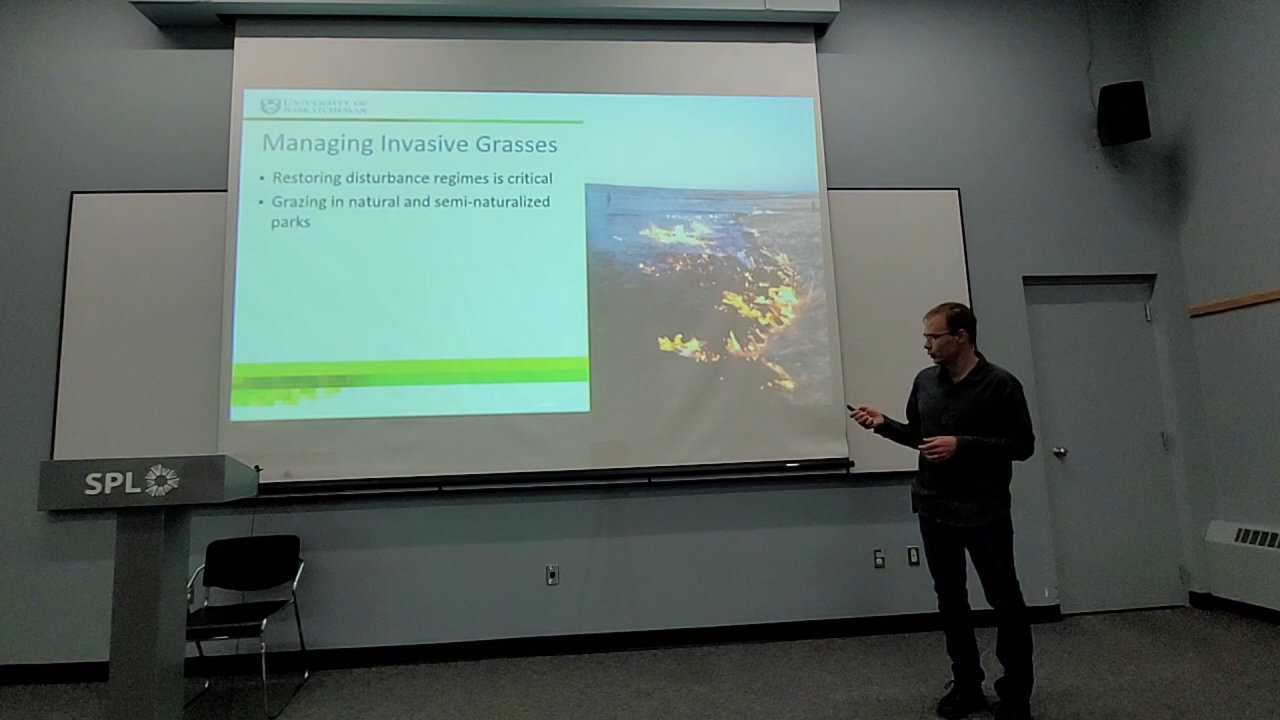 UNIVERSITY OF
SASKATCHEWAN
Managing Invasive Grasses
• Restoring disturbance regimes is critical
• Grazing in natural and semi-naturalized
parks
SPL